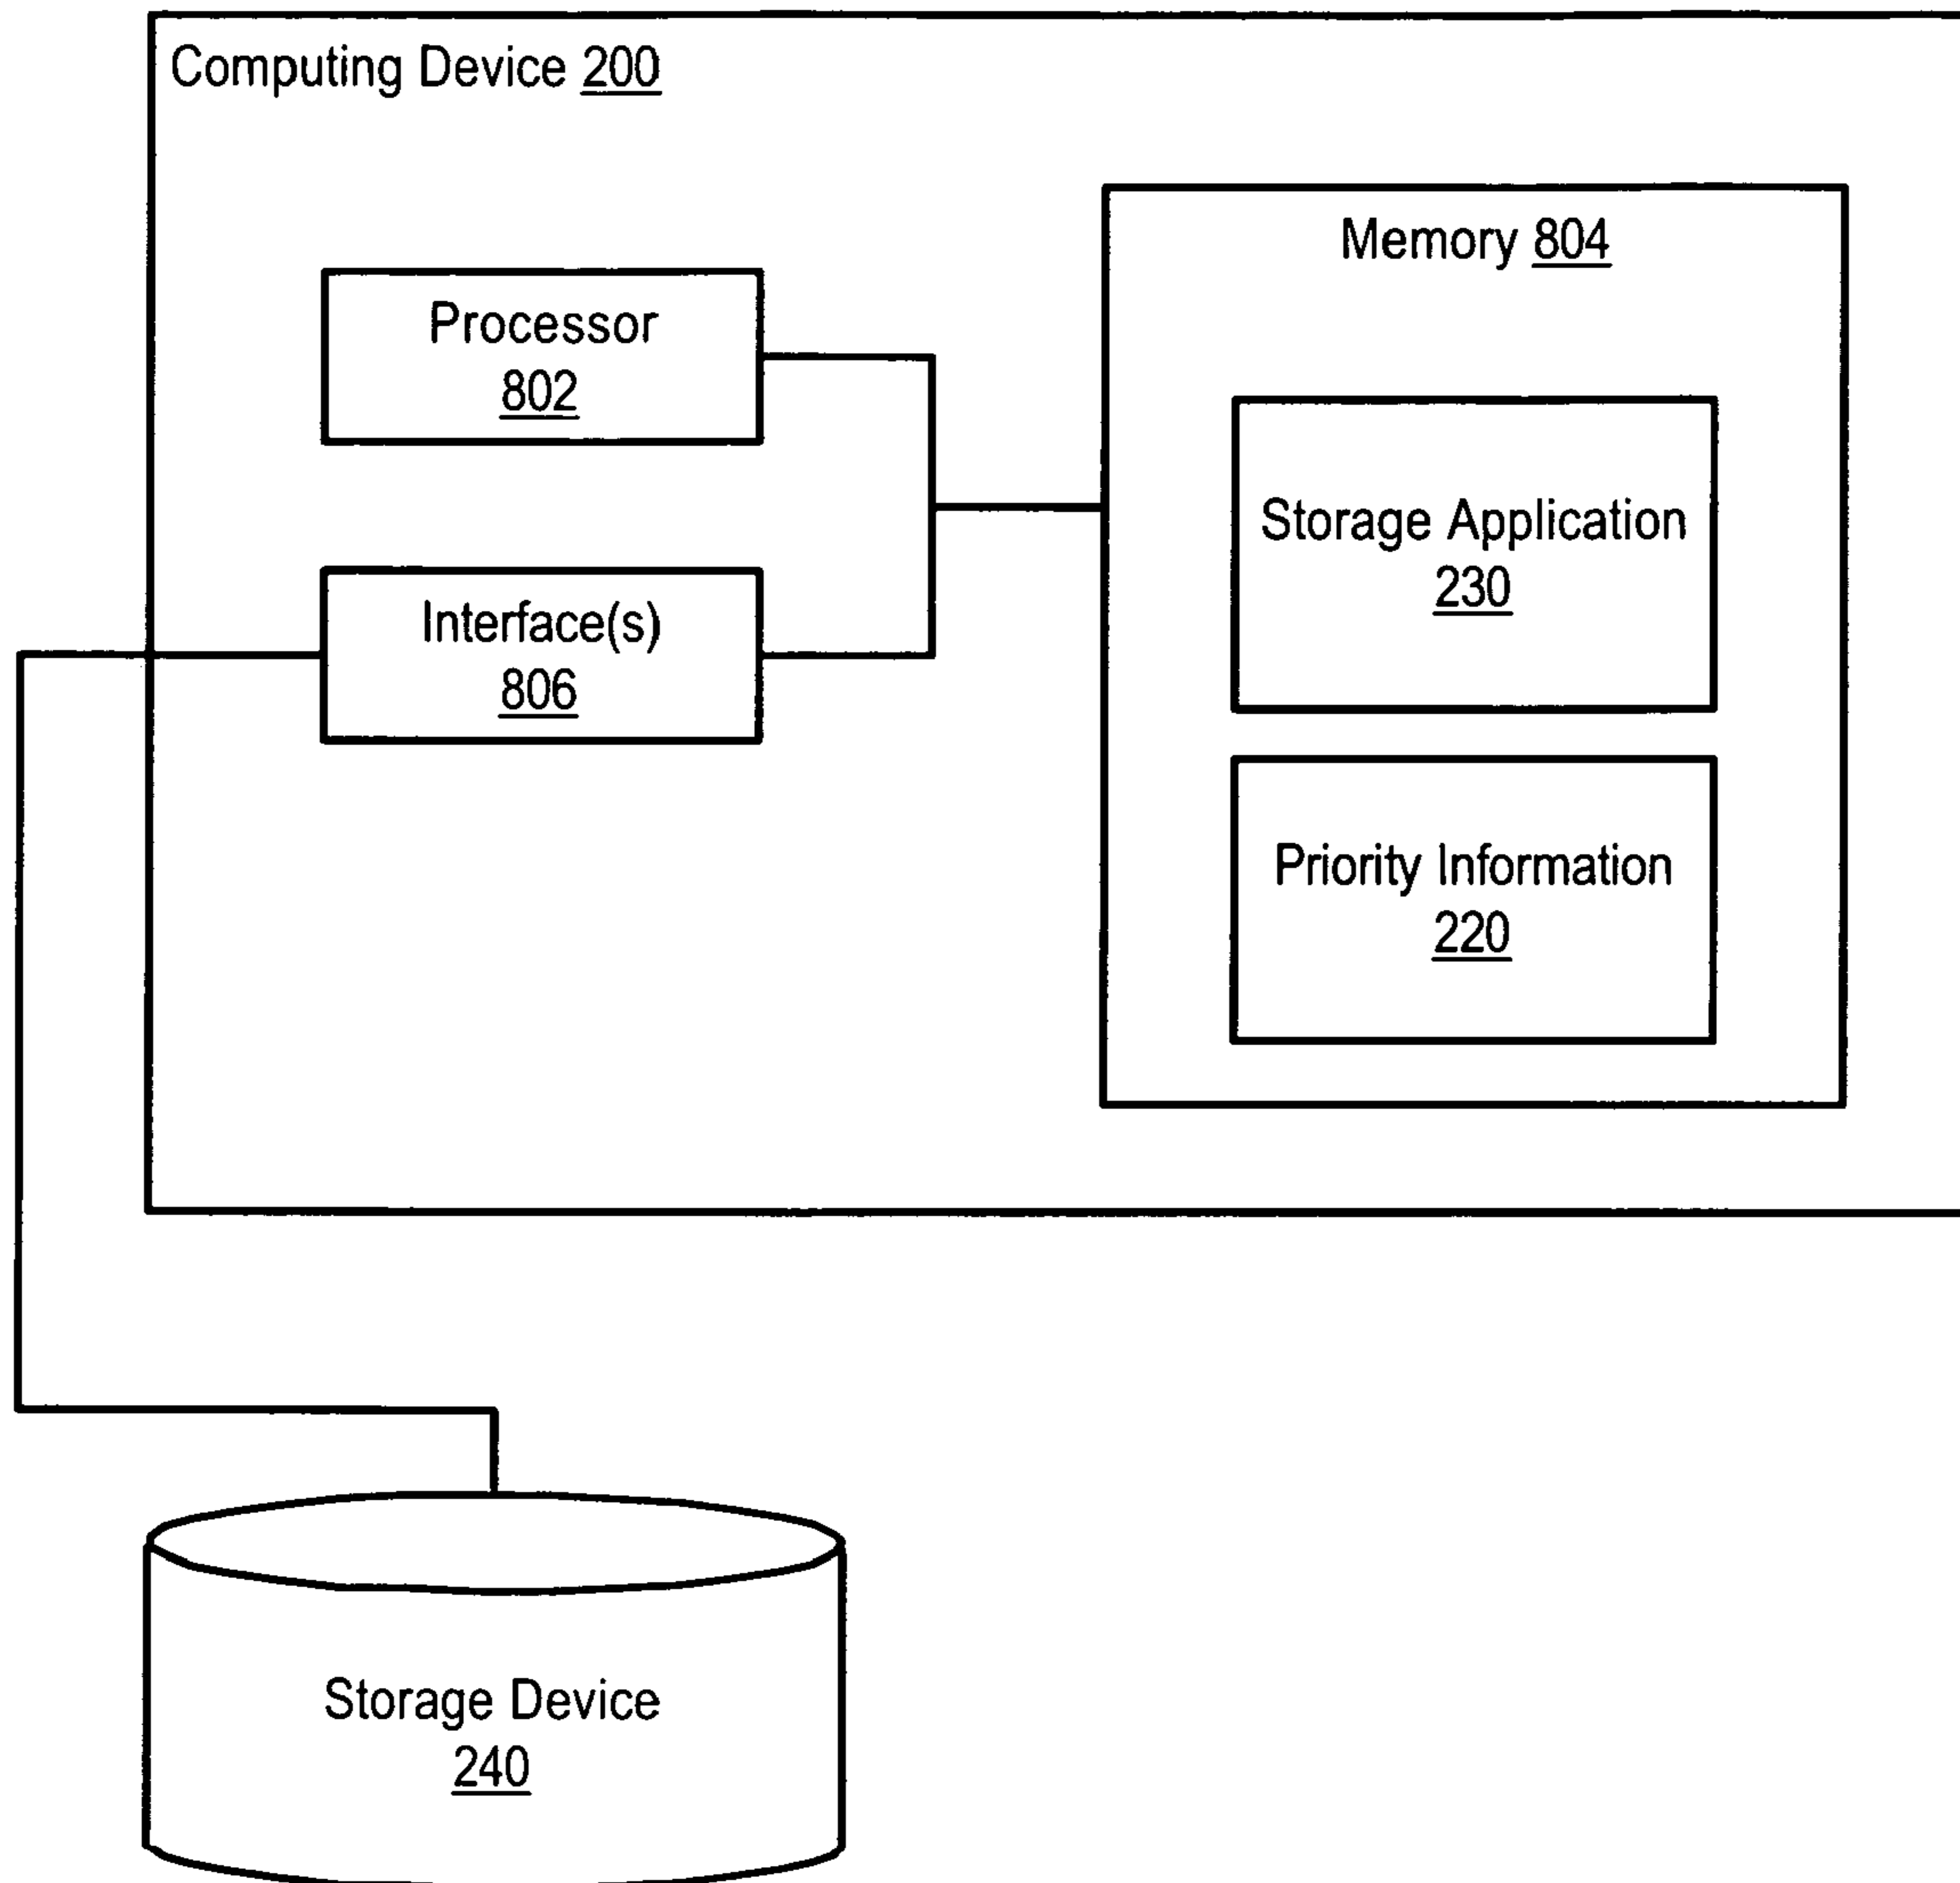 Computing Device 200
Memory 804
Processor
802
Storage Application
230
Interface(s)
806
Priority Information
220
Storage Device
240